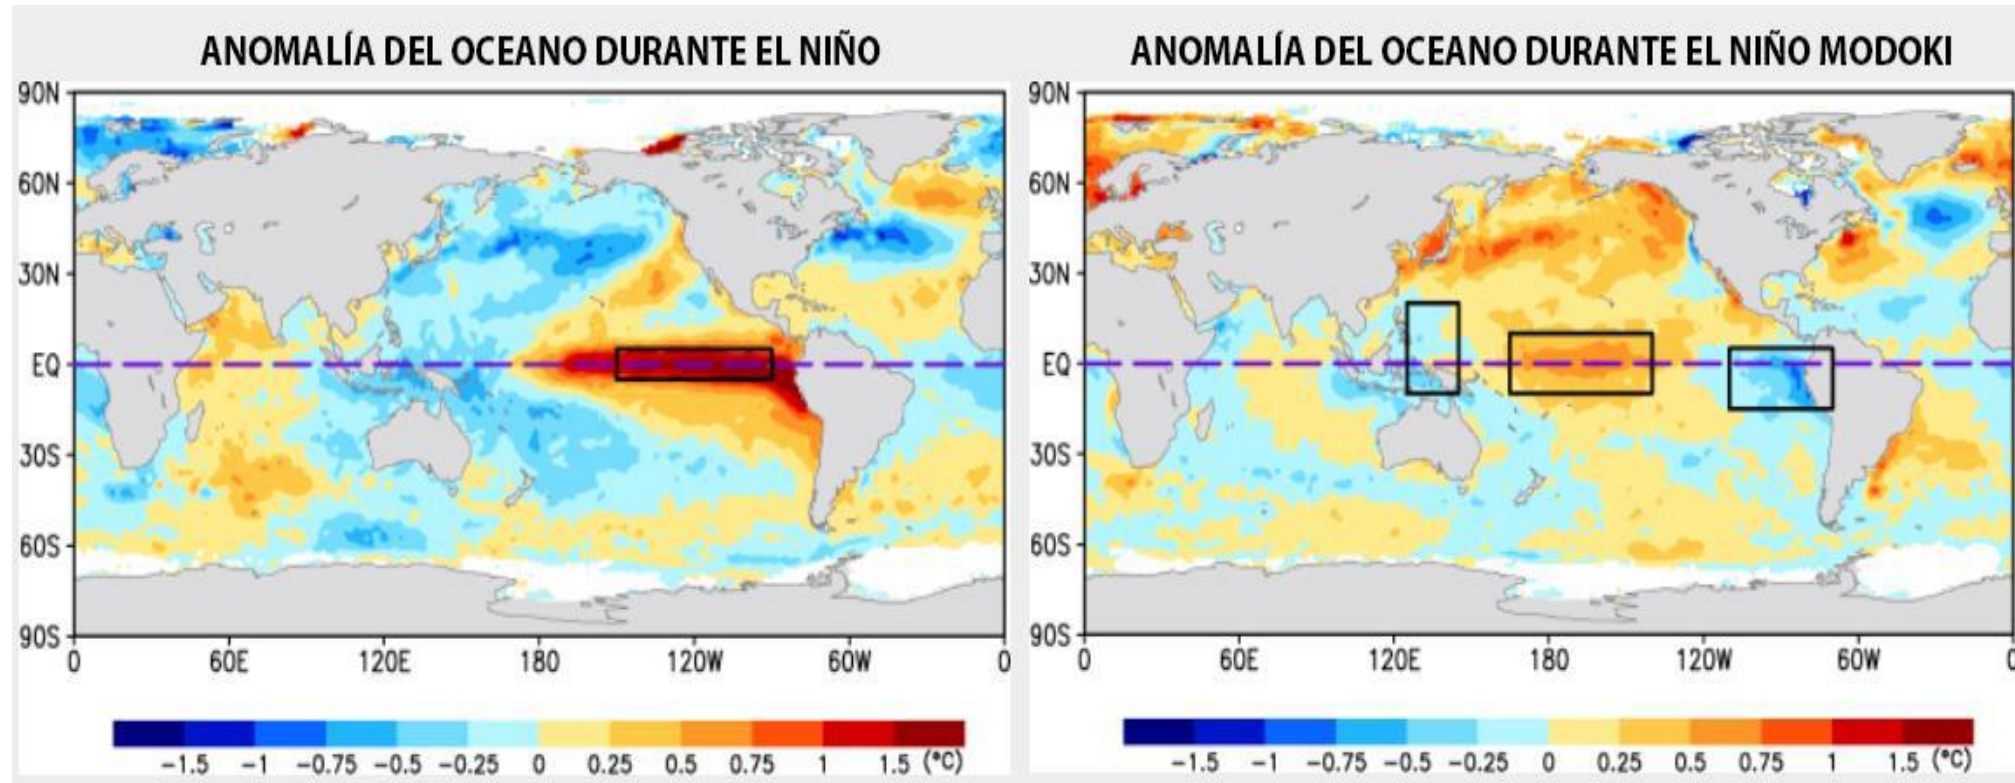 ANOMALÍA DEL OCEANO DURANTE EL NIÑO
90N
60N
30N
EQ
30S
60S
90S
0 60E 120E 180 120W 60W 0
-1.5 -1 -0.75 -0.5 -0.25 0 0.25 0.5 0.75 1 1.5 (°C)
ANOMALÍA DEL OCEANO DURANTE EL NIÑO MODOKI
90N
60N
30N
EQ
30S
60S
90S
0 60E 120E 180 120W 60W 0
-1.5 -1 -0.75 -0.5 -0.25 0 0.25 0.5 0.75 1 1.5 (°C)